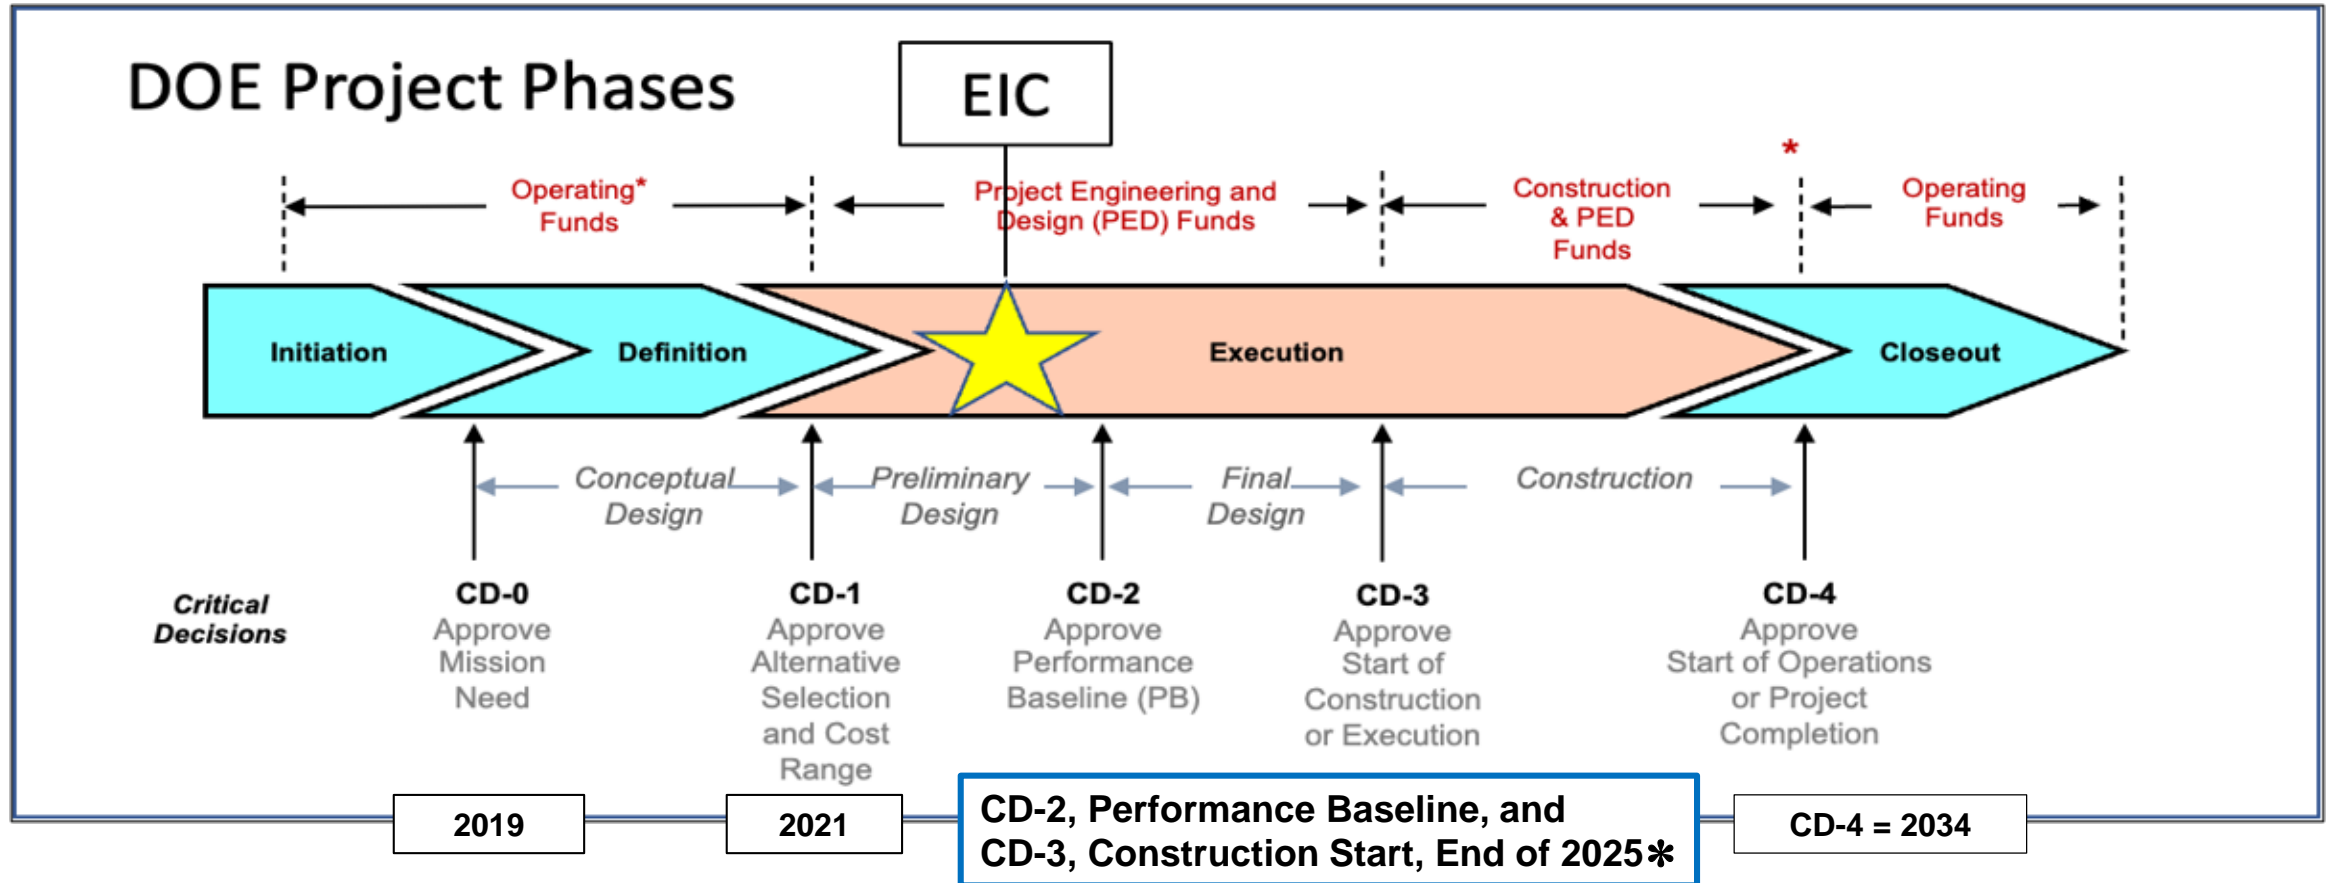 DOE Project Phases
EIC
*
Operating*
Funds
Project Engineering and
Design (PED) Funds
Construction
& PED
Funds
Operating
Funds
Initiation
Definition
Execution
Closeout
Conceptual
Design
Preliminary
Design
Final
Design
Construction
Critical
Decisions
CD-0
Approve
Mission
Need
CD-1
Approve
Alternative
Selection
and Cost
Range
CD-2
Approve
Performance
Baseline (PB)
CD-3
Approve
Start of
Construction
or Execution
CD-4
Approve
Start of Operations
or Project
Completion
2019
2021
CD-2, Performance Baseline, and
CD-3, Construction Start, End of 2025✻
CD-4 = 2034